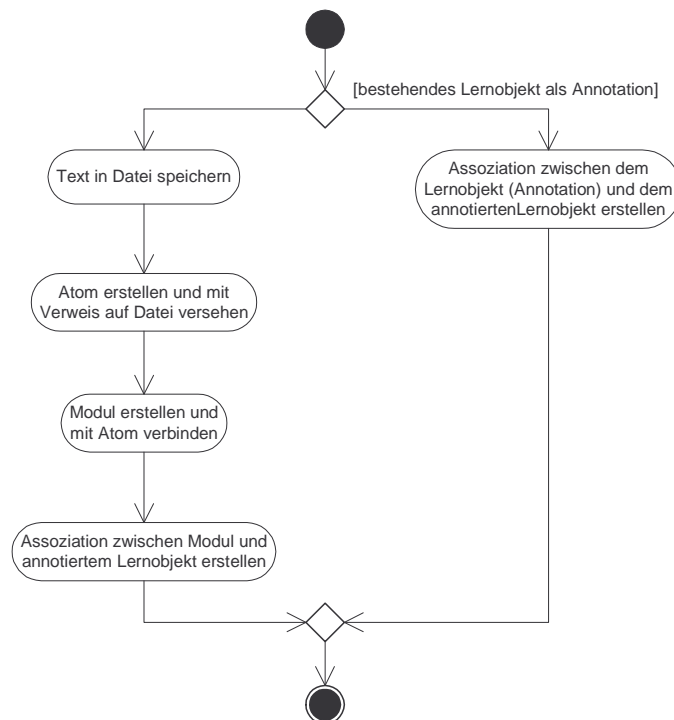 [bestehendes Lernobjekt als Annotation]
Text in Datei speichern
Assoziation zwischen dem
Lernobjekt (Annotation) und dem
annotiertenLernobjekt erstellen
Atom erstellen und mit
Verweis auf Datei versehen
Modul erstellen und
mit Atom verbinden
Assoziation zwischen Modul und
annotiertem Lernobjekt erstellen